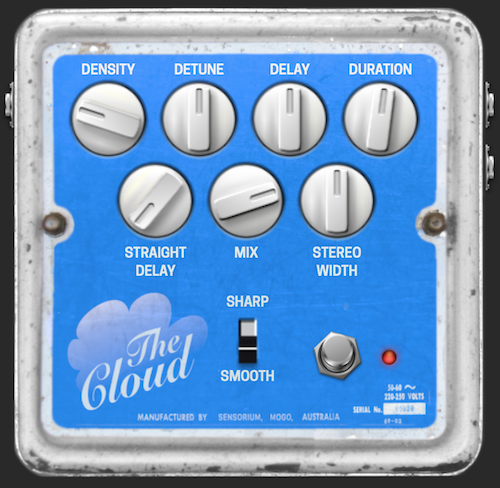 DENSITY DETUNE DELAY DURATION
STRAIGHT DELAY MIX STEREO WIDTH
SHARP
SMOOTH
The
Cloud
50-60 ~
220-250 VOLTS
SERIAL No.
MANUFACTURED BY SENSORIUM, MOGO, AUSTRALIA